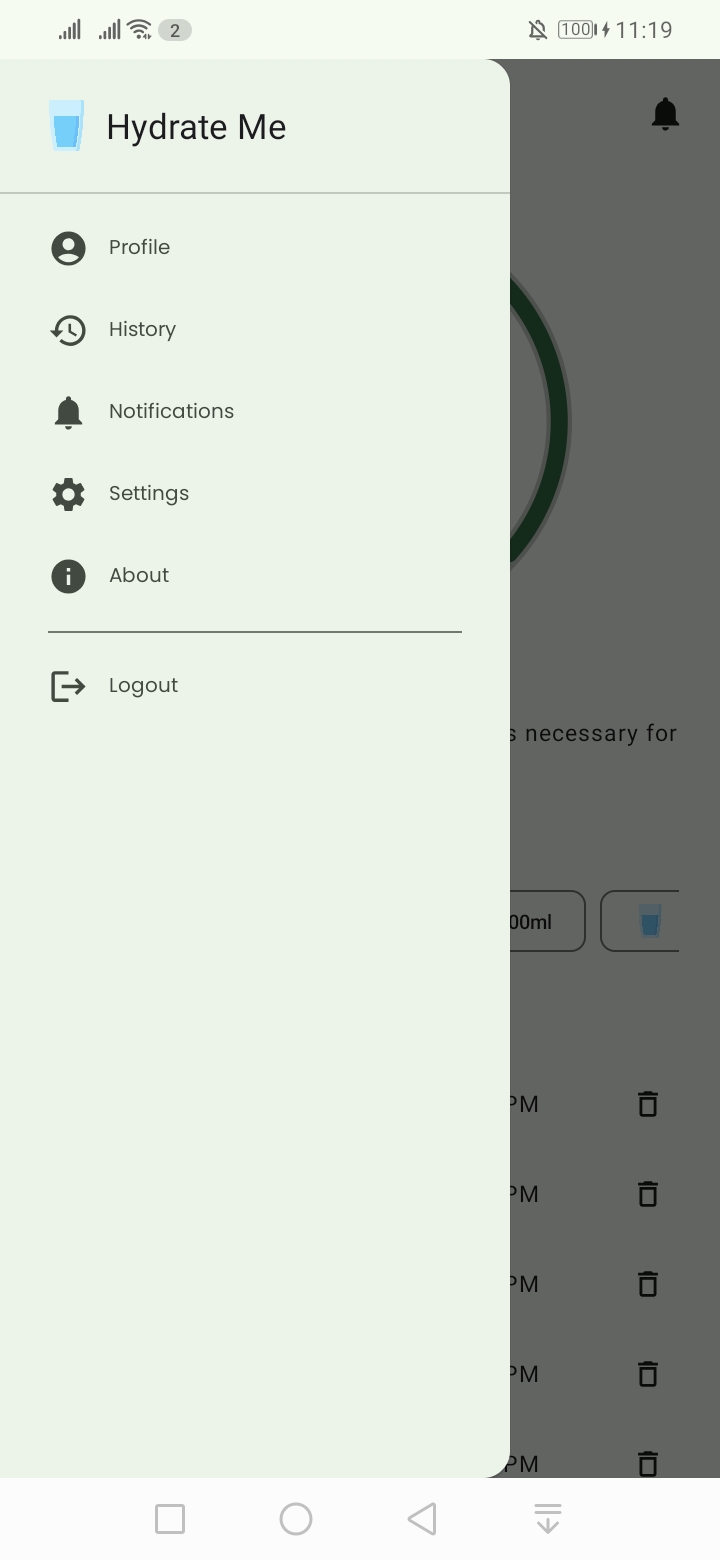 2 100 11:19
Hydrate Me
Profile
History
Notifications
Settings
About
Logout
necessary for
00ml
PM
PM
PM
PM
PM